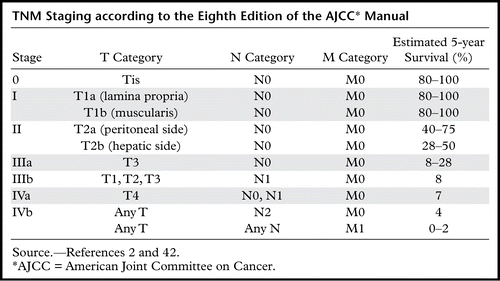 TNM Staging according to the Eighth Edition of the AJCC* Manual
Estimated 5-year
Stage T Category N Category M Category Survival (%)
0 Tis N0 M0 80–100
I T1a (lamina propria) N0 M0 80–100
T1b (muscularis) N0 M0 80–100
II T2a (peritoneal side) N0 M0 40–75
T2b (hepatic side) N0 M0 28–50
IIIa T3 N0 M0 8–28
IIIb T1, T2, T3 N1 M0 8
IVa T4 N0, N1 M0 7
IVb Any T N2 M0 4
Any T Any N M1 0–2
Source.—References 2 and 42.
*AJCC = American Joint Committee on Cancer.